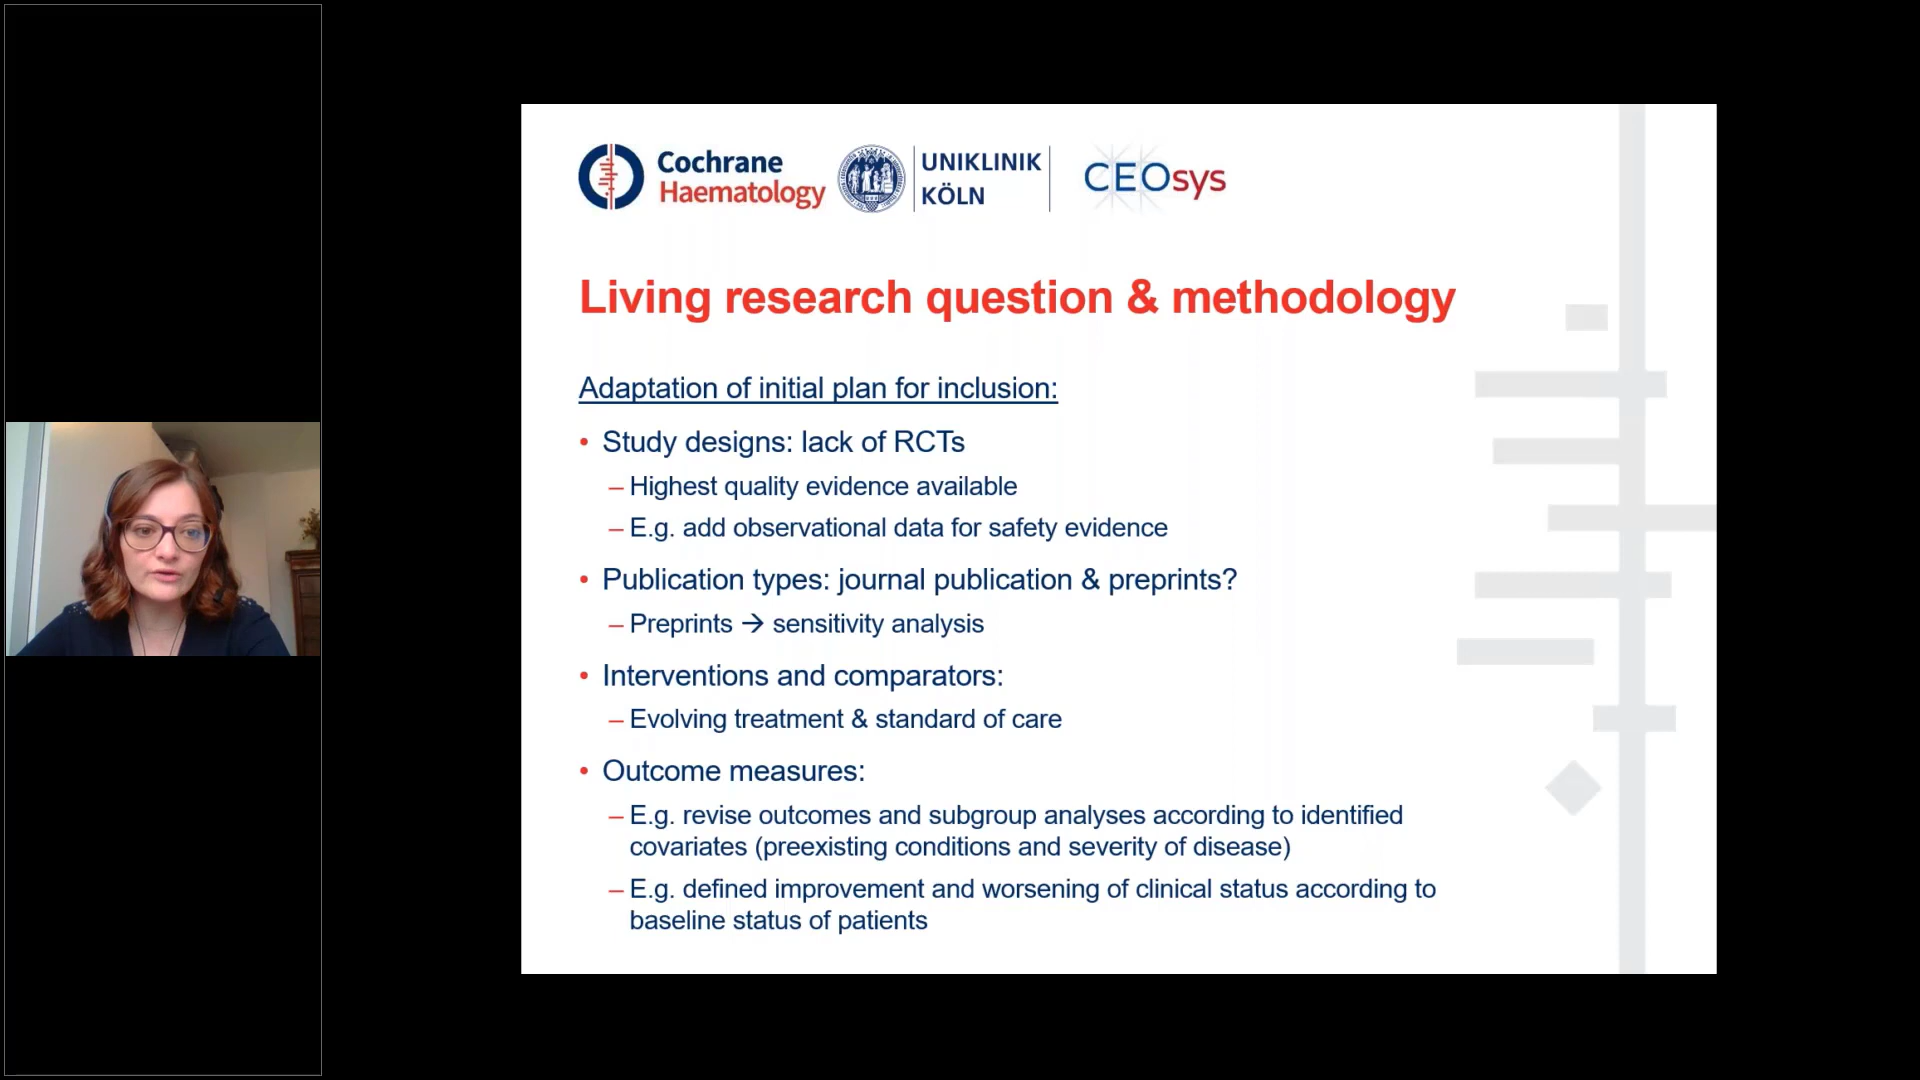 Cochrane
Haematology
UNIKLINIK
KÖLN
CEOsys
Living research question & methodology
Adaptation of initial plan for inclusion:
• Study designs: lack of RCTs
– Highest quality evidence available
– E.g. add observational data for safety evidence
• Publication types: journal publication & preprints?
– Preprints → sensitivity analysis
• Interventions and comparators:
– Evolving treatment & standard of care
• Outcome measures:
– E.g. revise outcomes and subgroup analyses according to identified
covariates (preexisting conditions and severity of disease)
– E.g. defined improvement and worsening of clinical status according to
baseline status of patients